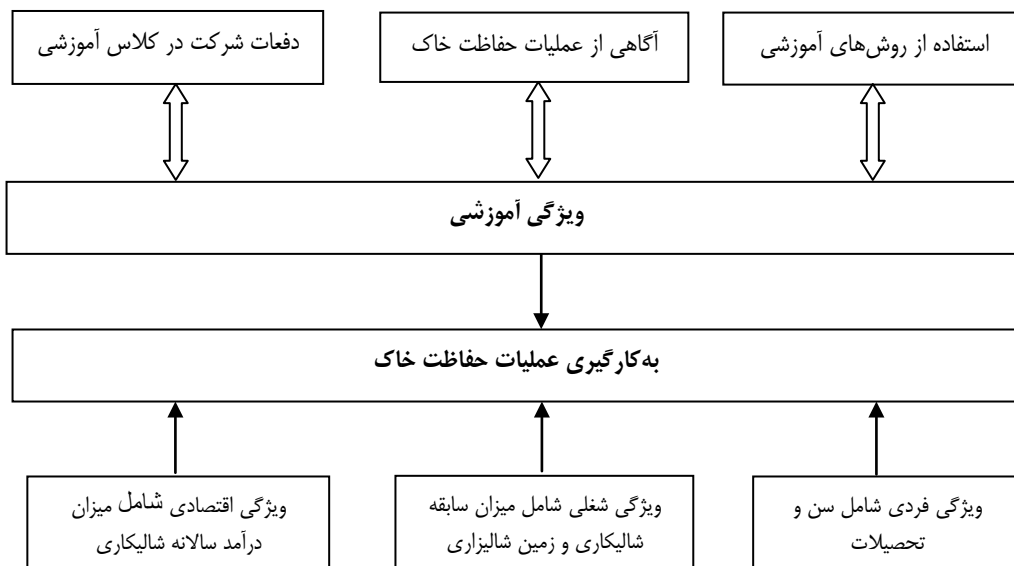 استفاده از روش‌های آموزشی
آگاهی از عملیات حفاظت خاک
دفعات شرکت در کلاس آموزشی
ویژگی آموزشی
به‌کارگیری عملیات حفاظت خاک
ویژگی فردی شامل سن و
تحصیلات
ویژگی شغلی شامل میزان سابقه
شالیکاری و زمین شالیزاری
ویژگی اقتصادی شامل میزان
درآمد سالانه شالیکاری